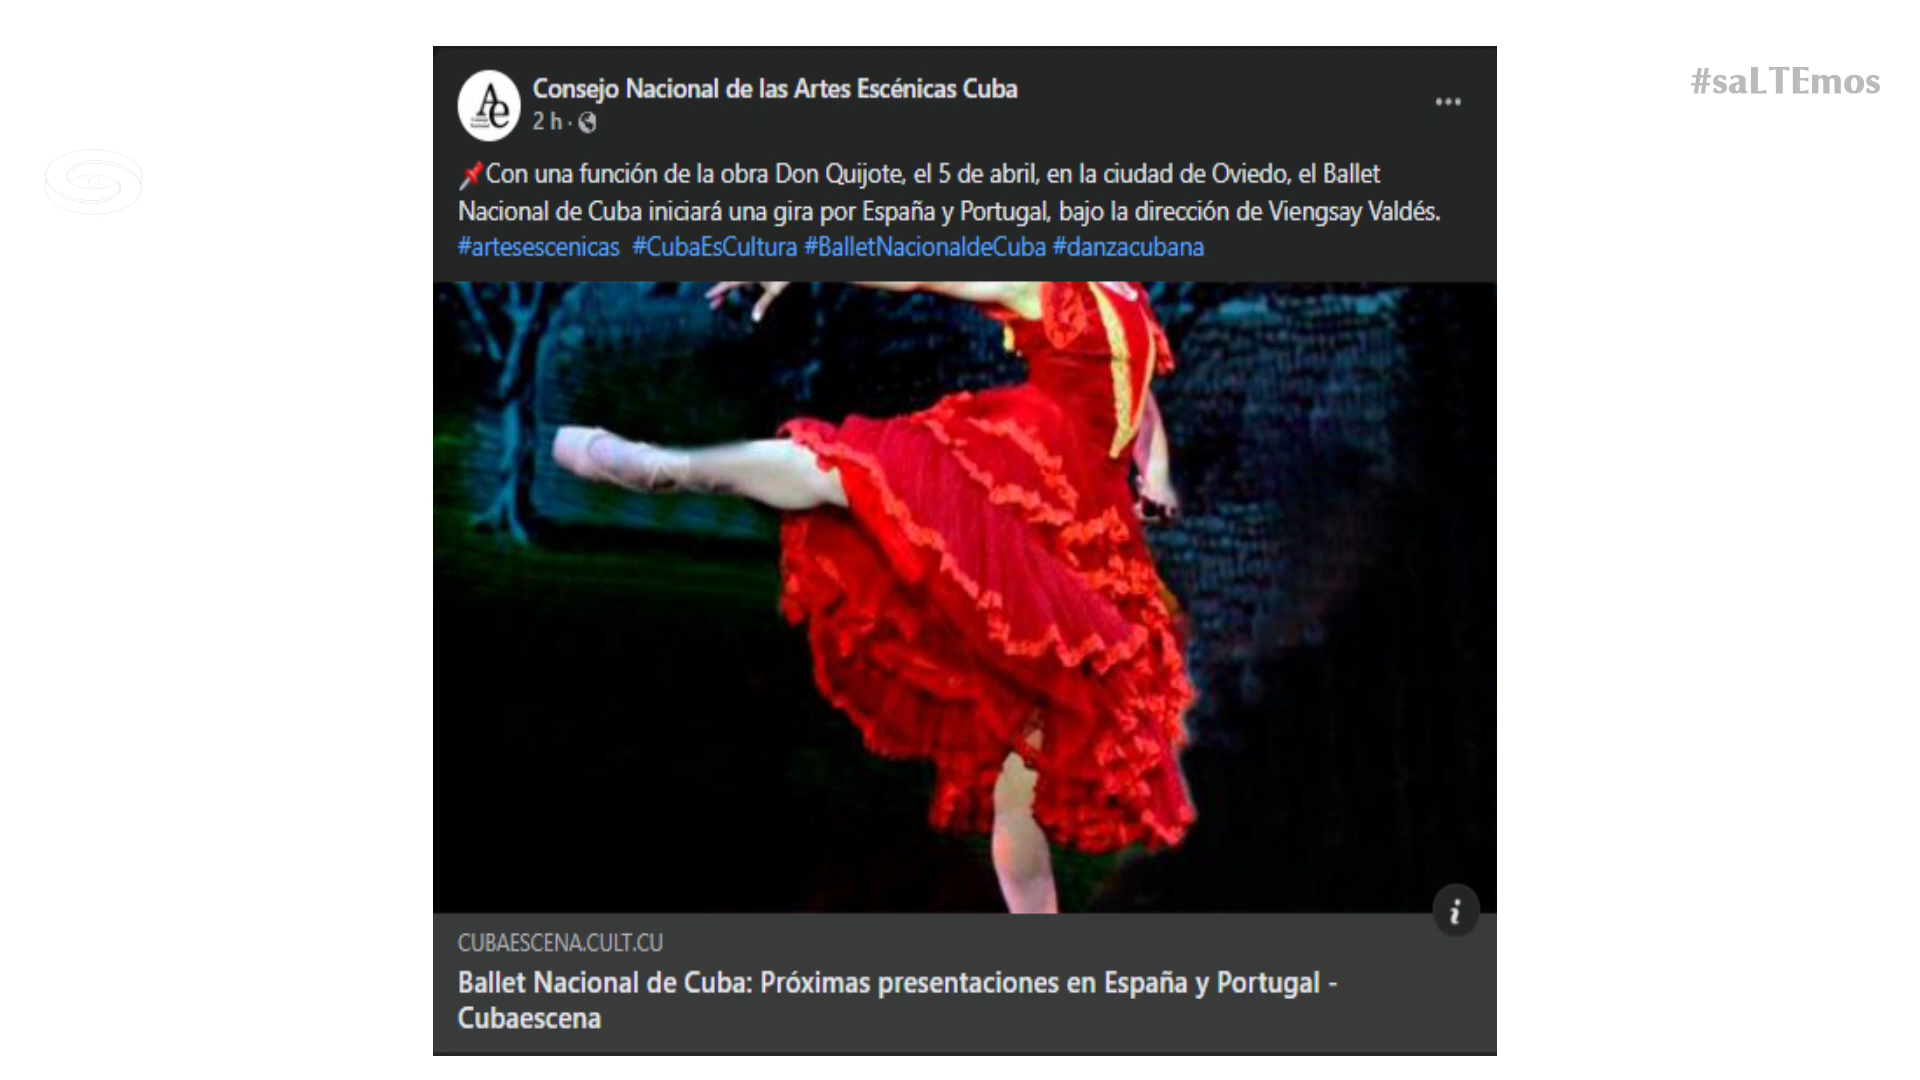 #saLTEmos
Consejo Nacional de las Artes Escénicas Cuba
2 h ·
Con una función de la obra Don Quijote, el 5 de abril, en la ciudad de Oviedo, el Ballet
Nacional de Cuba iniciará una gira por España y Portugal, bajo la dirección de Viengsay Valdés.
#artesescenicas #CubaEsCultura #BalletNacionaldeCuba #danzacubana
CUBAESCENA.CULT.CU
Ballet Nacional de Cuba: Próximas presentaciones en España y Portugal -
Cubaescena